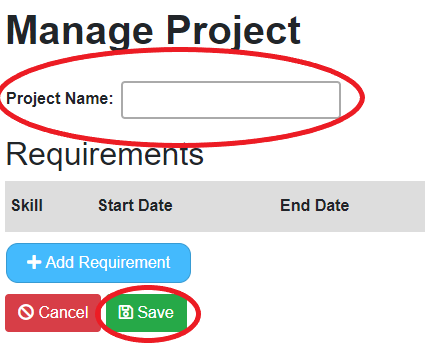 Manage Project
Project Name:
Requirements
Skill Start Date End Date
Add Requirement
Cancel Save